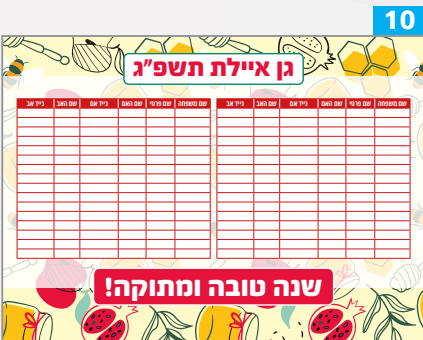 10
גן איילת תשפ״ג
שם משפחה שם פרטי שם האם נייד אם שם האב נייד אב שם משפחה שם פרטי שם האם נייד אם שם האב נייד אב
שנה טובה ומתוקה!